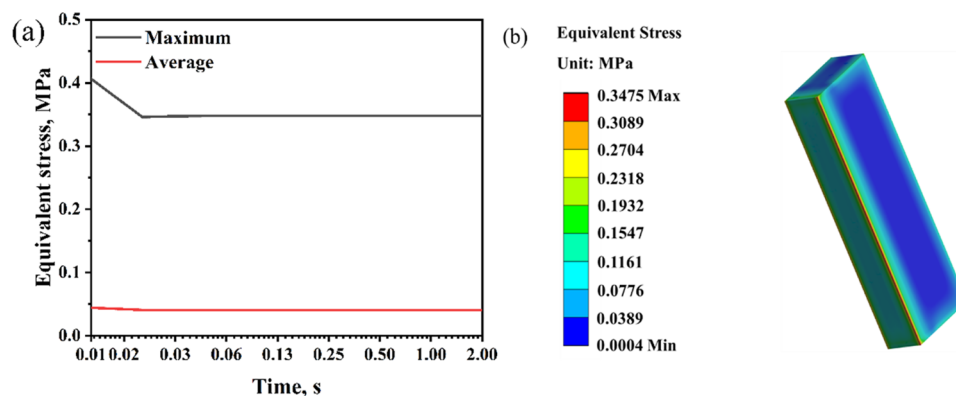 (a)
Maximum
Average
0.5
0.4
0.3
0.2
0.1
0.0
Equivalent stress, MPa
0.01 0.02 0.03 0.06 0.13 0.25 0.50 1.00 2.00
Time, s
(b)
Equivalent Stress
Unit: MPa
0.3475 Max
0.3089
0.2704
0.2318
0.1932
0.1547
0.1161
0.0776
0.0389
0.0004 Min